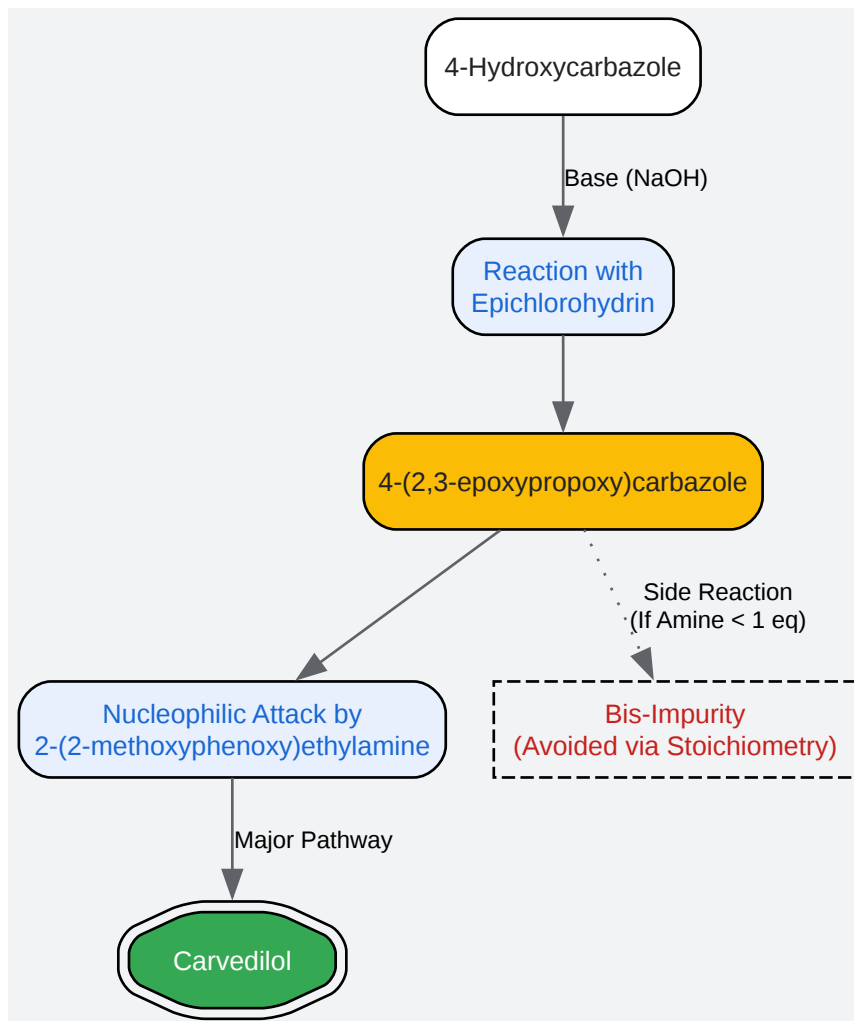 4-Hydroxycarbazole
Base (NaOH)
Reaction with
Epichlorohydrin
4-(2,3-epoxypropoxy)carbazole
Side Reaction
(If Amine < 1 eq)
Nucleophilic Attack by
2-(2-methoxyphenoxy)ethylamine
Bis-Impurity
(Avoided via Stoichiometry)
Major Pathway
Carvedilol